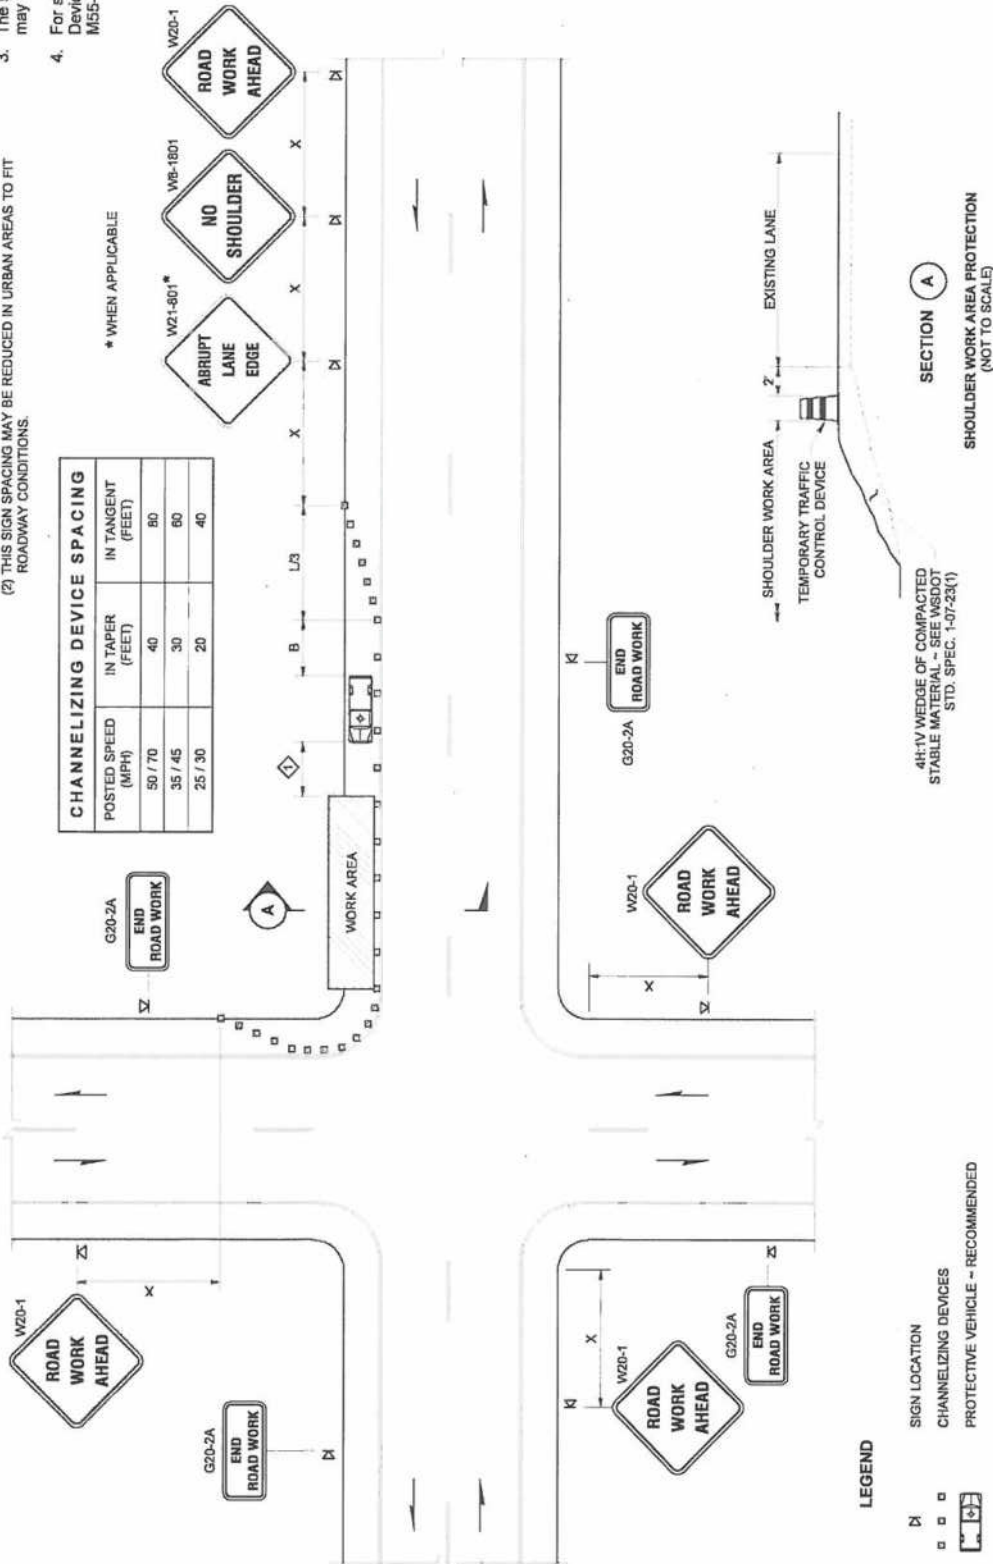 3. The
may
4. For s
Devic
M55-
(2) THIS SIGN SPACING MAY BE REDUCED IN URBAN AREAS TO FIT
ROADWAY CONDITIONS.
CHANNELIZING DEVICE SPACING
POSTED SPEED
(MPH)
IN TAPER
(FEET)
IN TANGENT
(FEET)
50 / 70
40
80
35 / 45
30
60
25 / 30
20
40
* WHEN APPLICABLE
W20-1
ROAD
WORK
AHEAD
G20-2A
END
ROAD WORK
G20-2A
END
ROAD WORK
W21-801*
ABRUPT
LANE
EDGE
W8-1801
NO
SHOULDER
W20-1
ROAD
WORK
AHEAD
X
A
1
B
L/3
X
X
X
WORK AREA
X
W20-1
ROAD
WORK
AHEAD
G20-2A
END
ROAD WORK
X
W20-1
ROAD
WORK
AHEAD
G20-2A
END
ROAD WORK
LEGEND
SIGN LOCATION
CHANNELIZING DEVICES
PROTECTIVE VEHICLE ~ RECOMMENDED
SHOULDER WORK AREA
2'
EXISTING LANE
TEMPORARY TRAFFIC
CONTROL DEVICE
4H:1V WEDGE OF COMPACTED
STABLE MATERIAL ~ SEE WSDOT
STD. SPEC. 1-07-23(1)
SECTION A
SHOULDER WORK AREA PROTECTION
(NOT TO SCALE)